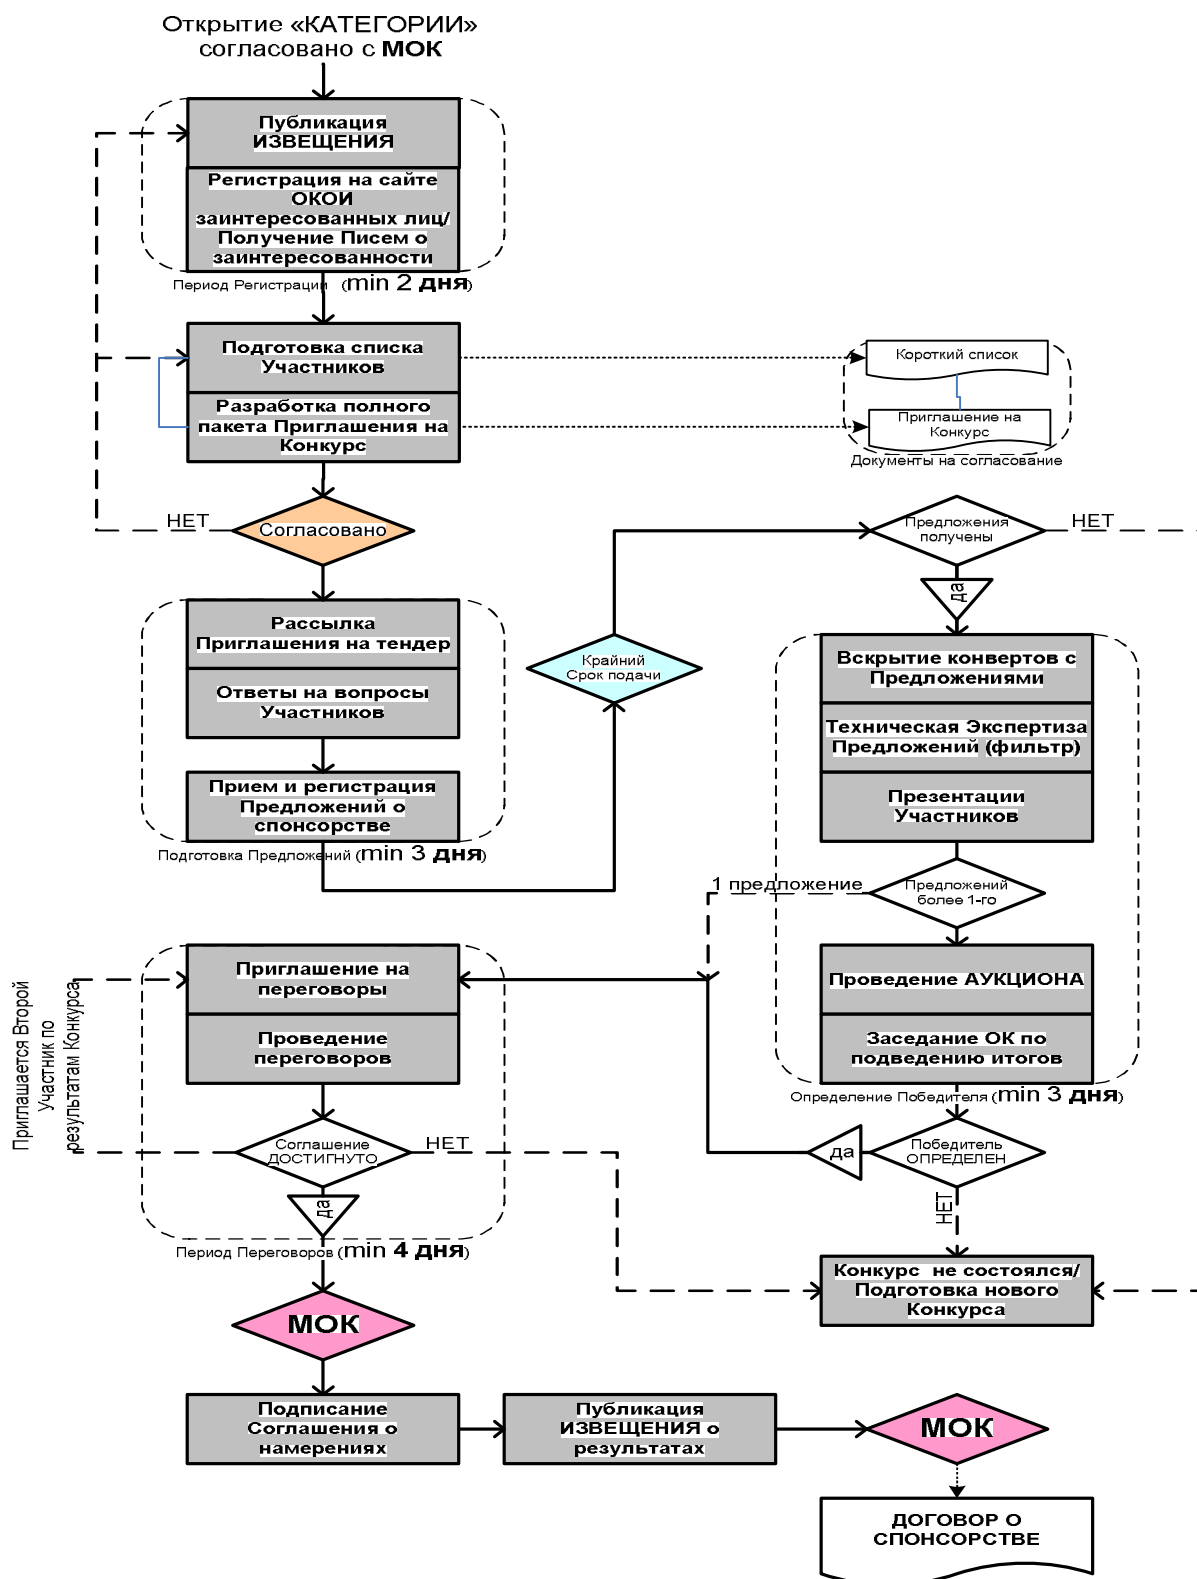 Открытие «КАТЕГОРИИ»
согласовано с МОК
Публикация
ИЗВЕЩЕНИЯ
Регистрация на сайте
ОКОИ
заинтересованных лиц/
Получение Писем о
заинтересованности
Период Регистрации (min 2 дня)
Подготовка списка
Участников
Разработка полного
пакета Приглашения на
Конкурс
Короткий список
Приглашение на
Конкурс
Документы на согласование
НЕТ
Согласовано
Предложения
получены
НЕТ
да
Рассылка
Приглашения на тендер
Ответы на вопросы
Участников
Прием и регистрация
Предложений о
спонсорстве
Подготовка Предложений (min 3 дня)
Крайний
Срок подачи
Вскрытие конвертов с
Предложениями
Техническая Экспертиза
Предложений (фильтр)
Презентации
Участников
1 предложение
Предложений
более 1-го
Проведение АУКЦИОНА
Заседание ОК по
подведению итогов
Определение Победителя (min 3 дня)
Приглашение на
переговоры
Проведение
переговоров
Приглашается Второй
Участник по
результатам Конкурса
Соглашение
ДОСТИГНУТО
НЕТ
да
Период Переговоров (min 4 дня)
да
Победитель
ОПРЕДЕЛЕН
НЕТ
Конкурс не состоялся/
Подготовка нового
Конкурса
МОК
Подписание
Соглашения о
намерениях
Публикация
ИЗВЕЩЕНИЯ о
результатах
МОК
ДОГОВОР О
СПОНСОРСТВЕ